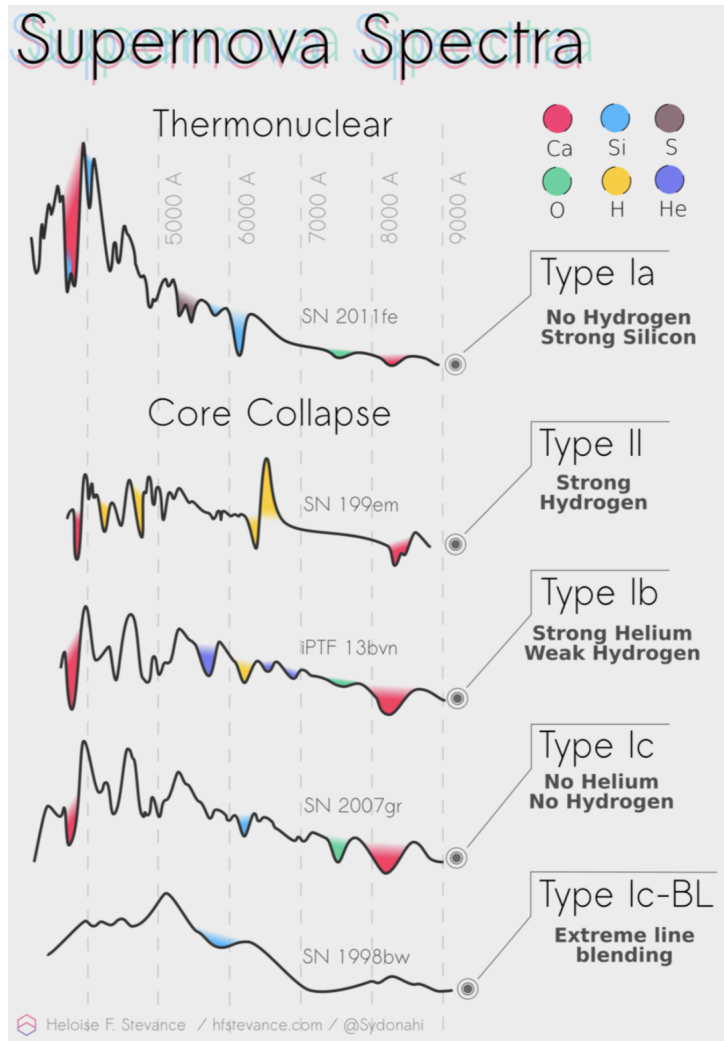 Supernova Spectra
Thermonuclear
Ca Si S
O H He
5000 A
6000 A
7000 A
8000 A
9000 A
Type Ia
No Hydrogen
Strong Silicon
SN 2011fe
Core Collapse
Type II
Strong
Hydrogen
SN 199em
Type Ib
Strong Helium
Weak Hydrogen
iPTF 13bvn
Type Ic
No Helium
No Hydrogen
SN 2007gr
Type Ic-BL
Extreme line
blending
SN 1998bw
Heloise F. Stevance / hfstevance.com / @Sydonahi